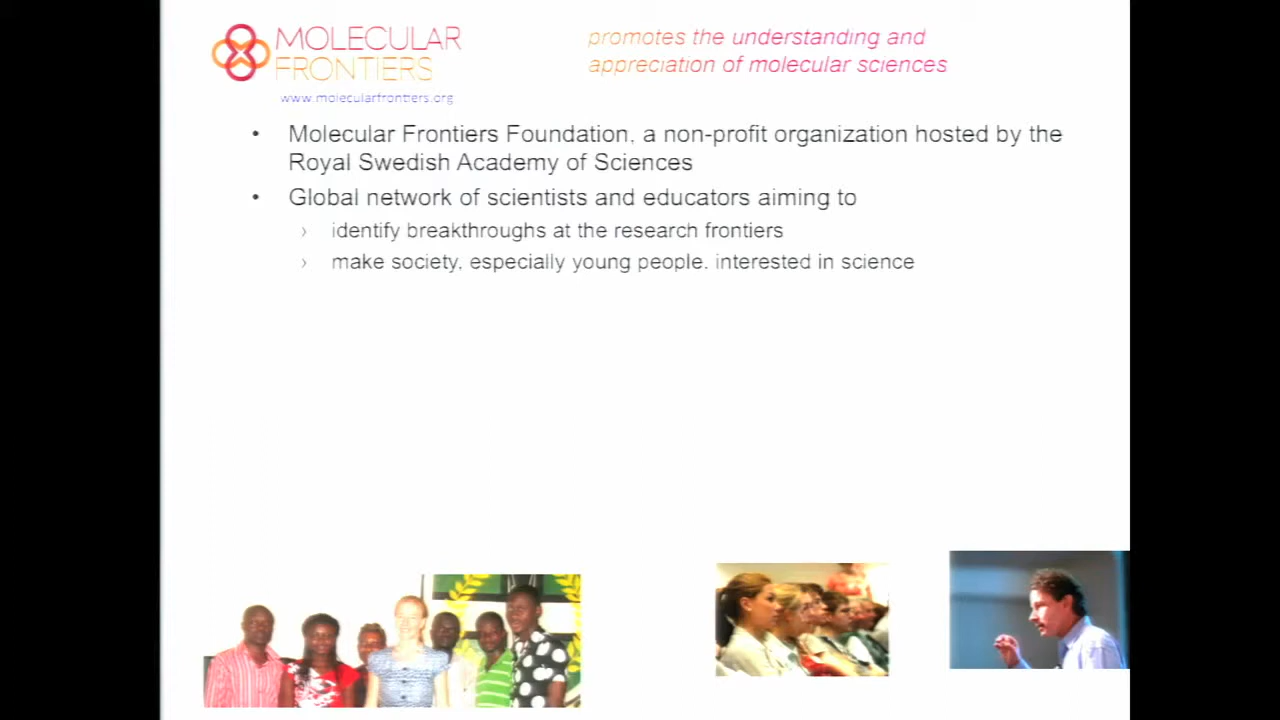 MOLECULAR
FRONTIERS
www.molecularfrontiers.org
promotes the understanding and
appreciation of molecular sciences
• Molecular Frontiers Foundation, a non-profit organization hosted by the
Royal Swedish Academy of Sciences
• Global network of scientists and educators aiming to
› identify breakthroughs at the research frontiers
› make society, especially young people, interested in science